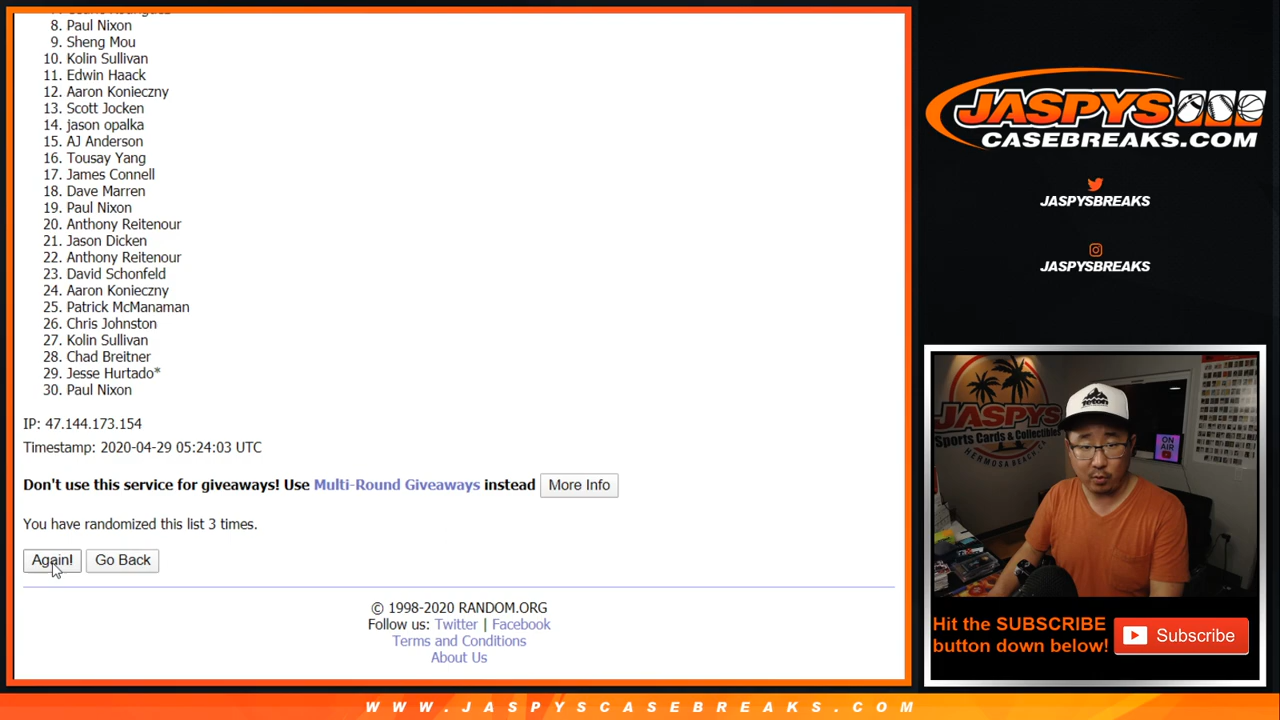 8. Paul Nixon
9. Sheng Mou
10. Kolin Sullivan
11. Edwin Haack
12. Aaron Konieczny
13. Scott Jocken
14. jason opalka
15. AJ Anderson
16. Tousay Yang
17. James Connell
18. Dave Marren
19. Paul Nixon
20. Anthony Reitenour
21. Jason Dicken
22. Anthony Reitenour
23. David Schonfeld
24. Aaron Konieczny
25. Patrick McManaman
26. Chris Johnston
27. Kolin Sullivan
28. Chad Breitner
29. Jesse Hurtado*
30. Paul Nixon
IP: 47.144.173.154
Timestamp: 2020-04-29 05:24:03 UTC
Don't use this service for giveaways! Use Multi-Round Giveaways instead More Info
You have randomized this list 3 times.
Again! Go Back
© 1998-2020 RANDOM.ORG
Follow us: Twitter | Facebook
Terms and Conditions
About Us
JASPYS
CASEBREAKS.COM
JASPYSBREAKS
JASPYSBREAKS
JASPYS
Sports Cards & Collectibles
HERMOSA BEACH, CA
ON
AIR
Hit the SUBSCRIBE
button down below!
Subscribe
WWW.JASPYSCASEBREAKS.COM